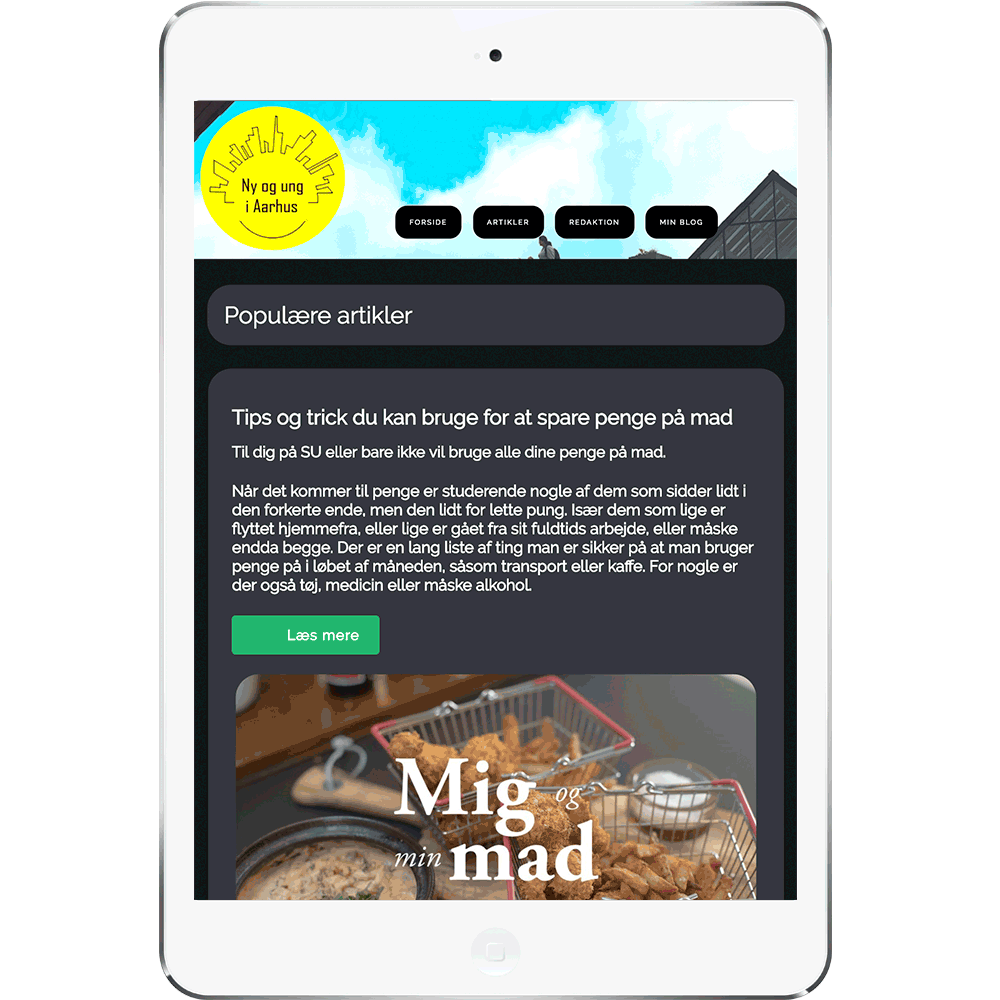 Ny og ung
i Aarhus
FORSIDE
ARTIKLER
REDAKTION
MIN BLOG
Populære artikler
Tips og trick du kan bruge for at spare penge på mad
Til dig på SU eller bare ikke vil bruge alle dine penge på mad.
Når det kommer til penge er studerende nogle af dem som sidder lidt i
den forkerte ende, men den lidt for lette pung. Især dem som lige er
flyttet hjemmefra, eller lige er gået fra sit fuldtids arbejde, eller måske
endda begge. Der er en lang liste af ting man er sikker på at man bruger
penge på i løbet af måneden, såsom transport eller kaffe. For nogle er
der også tøj, medicin eller måske alkohol.
Læs mere
Mig og
min mad